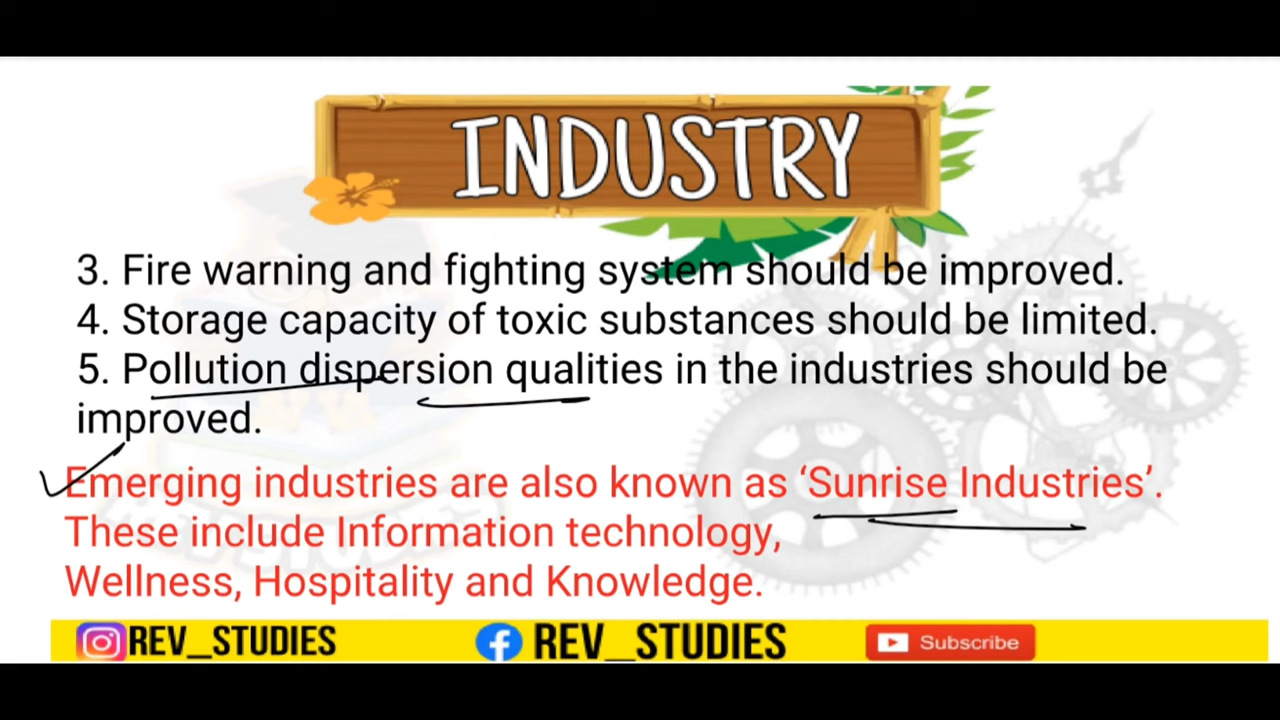 INDUSTRY
3. Fire warning and fighting system should be improved.
4. Storage capacity of toxic substances should be limited.
5. Pollution dispersion qualities in the industries should be
improved.
Emerging industries are also known as ‘Sunrise Industries’.
These include Information technology,
Wellness, Hospitality and Knowledge.
REV_STUDIES REV_STUDIES Subscribe